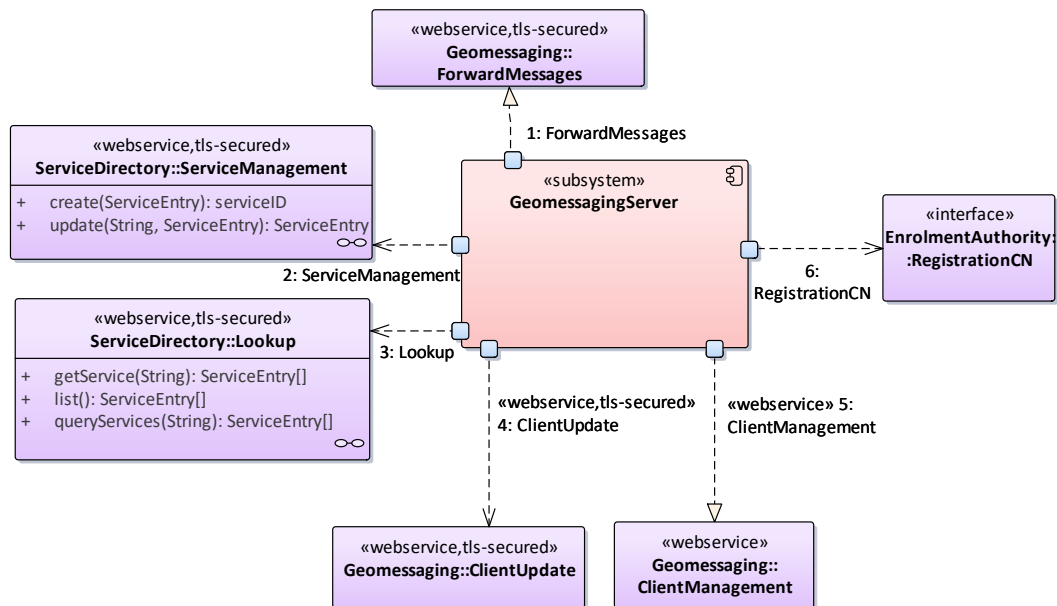 «webservice,tls-secured»
Geomessaging::
ForwardMessages
1: ForwardMessages
«webservice,tls-secured»
ServiceDirectory::ServiceManagement
+ create(ServiceEntry): serviceID
+ update(String, ServiceEntry): ServiceEntry
«subsystem»
GeomessagingServer
«interface»
EnrolmentAuthority:
:RegistrationCN
2: ServiceManagement
6:
RegistrationCN
«webservice,tls-secured»
ServiceDirectory::Lookup
+ getService(String): ServiceEntry[]
+ list(): ServiceEntry[]
+ queryServices(String): ServiceEntry[]
3: Lookup
«webservice,tls-secured»
4: ClientUpdate
«webservice» 5:
ClientManagement
«webservice,tls-secured»
Geomessaging::ClientUpdate
«webservice»
Geomessaging::
ClientManagement